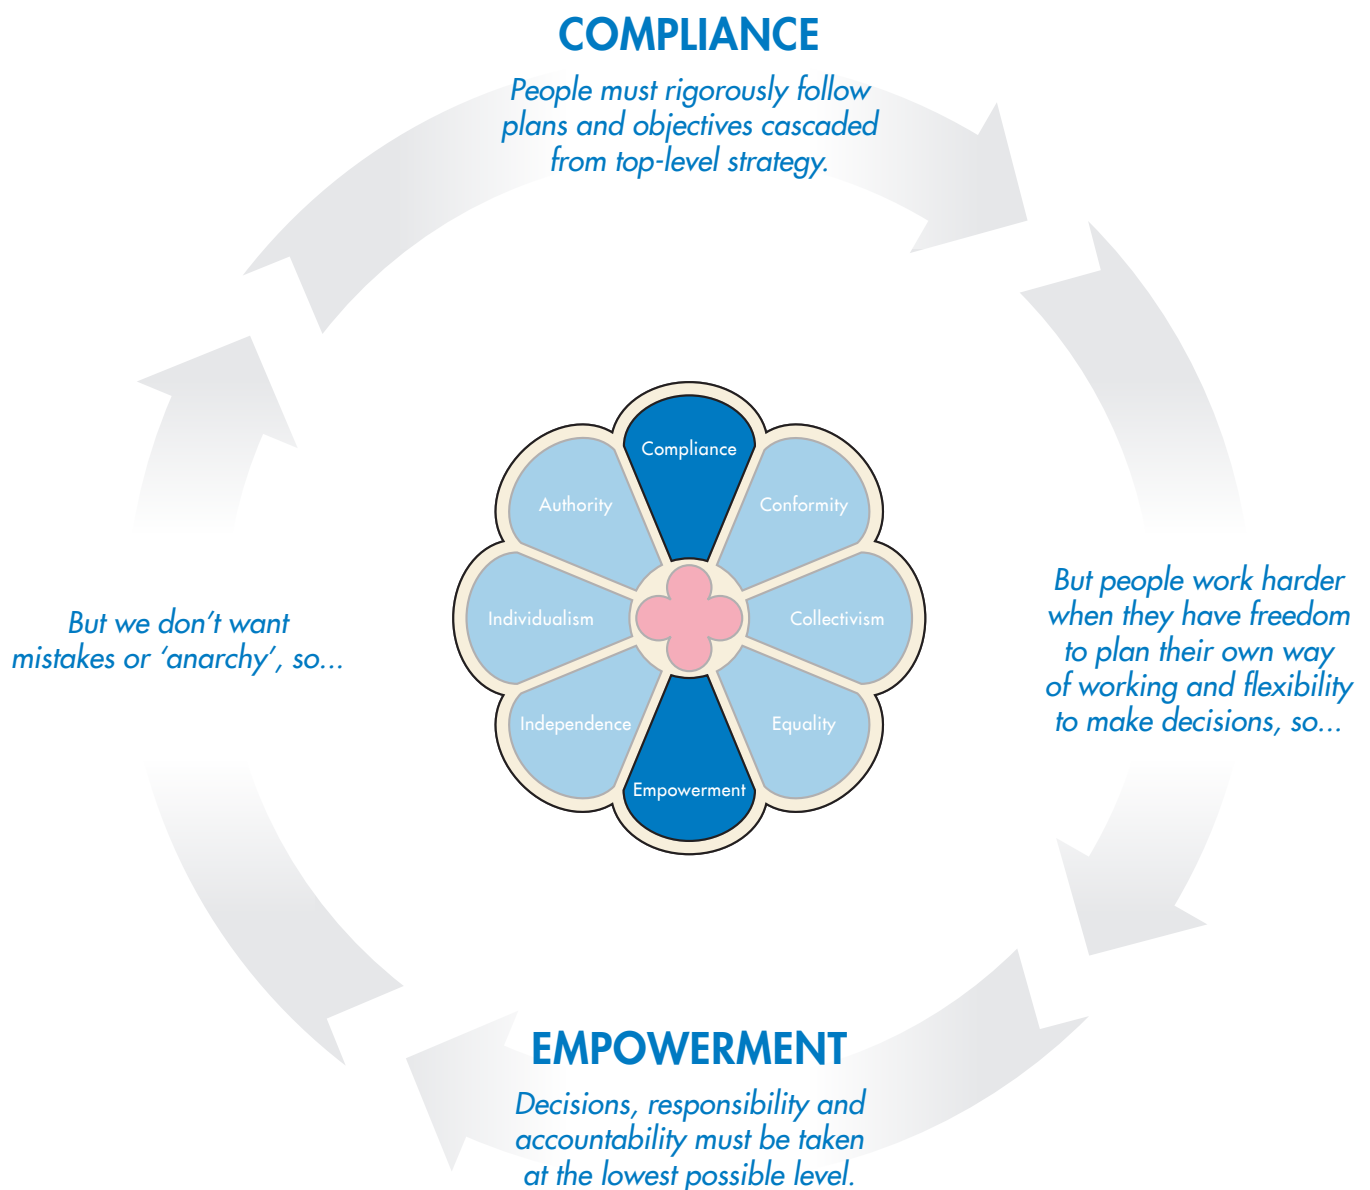 COMPLIANCE
People must rigorously follow
plans and objectives cascaded
from top-level strategy.
Compliance
Authority
Conformity
Individualism
Collectivism
Independence
Equality
Empowerment
But people work harder
when they have freedom
to plan their own way
of working and flexibility
to make decisions, so...
But we don’t want
mistakes or ‘anarchy’, so...
EMPOWERMENT
Decisions, responsibility and
accountability must be taken
at the lowest possible level.